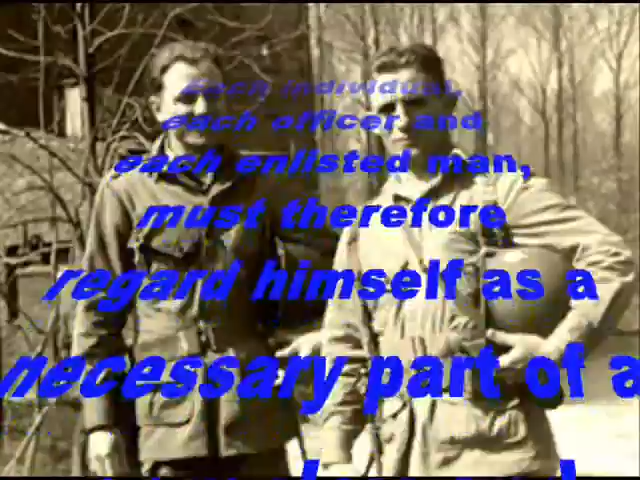 Each individual,
each officer and
each enlisted man,
must therefore
regard himself as a
necessary part of a